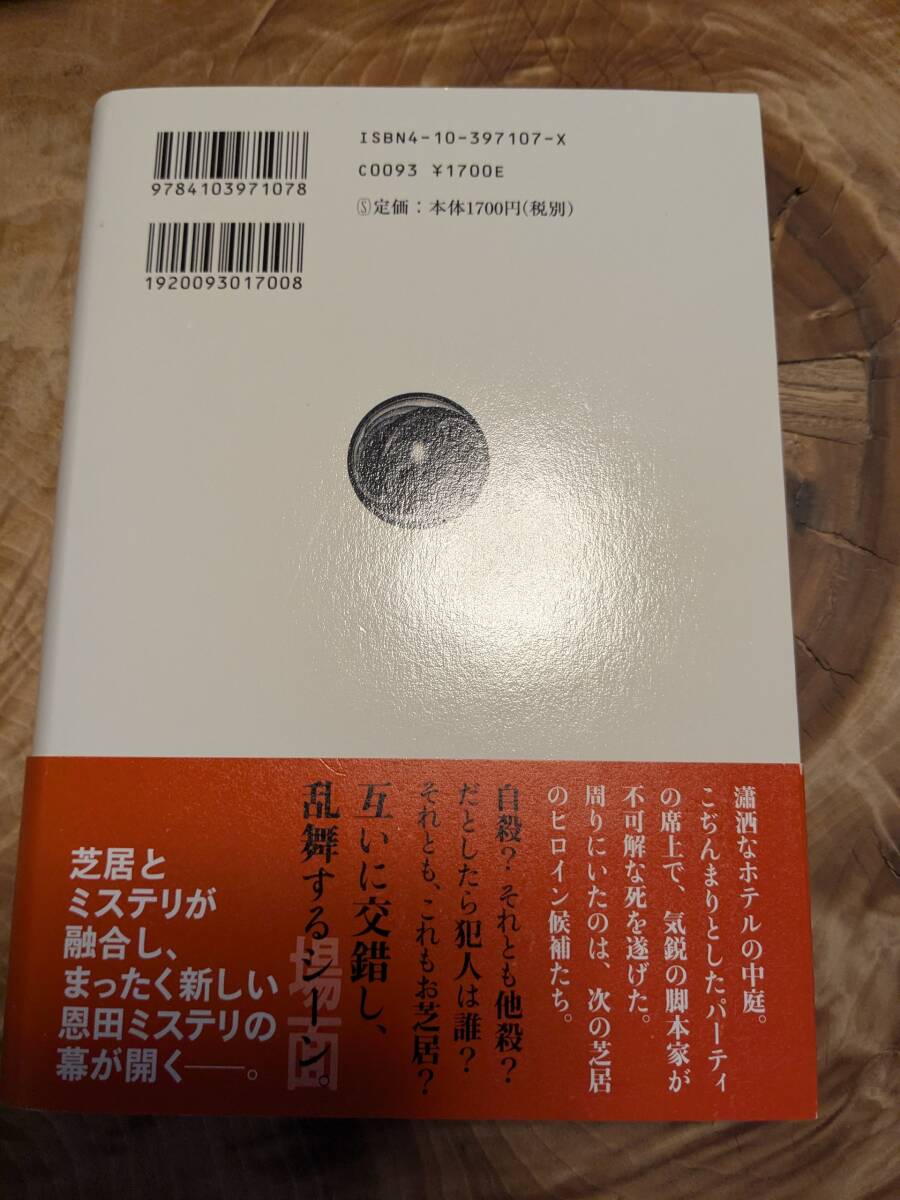 ISBN4-10-397107-X
C0093 ¥1700E
Ⓢ定価：本体1700円(税別)
9784103971078
1920093017008
瀟洒なホテルの中庭。
こぢんまりとしたパーティ
の席上で、気鋭の脚本家が
不可解な死を遂げた。
周りにいたのは、次の芝居
のヒロイン候補たち。
自殺？それとも他殺？
だとしたら犯人は誰？
それとも、これもお芝居？
互いに交錯し、
乱舞するシーン。
場面
芝居と
ミステリが
融合し、
まったく新しい
恩田ミステリの
幕が開く――。